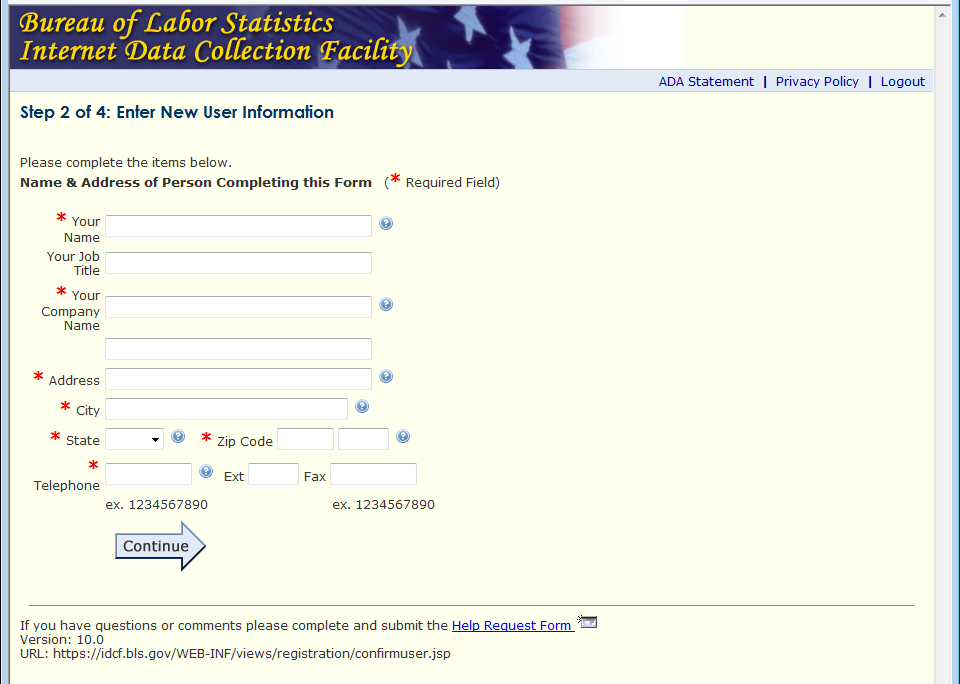 Bureau of Labor Statistics
Internet Data Collection Facility
ADA Statement | Privacy Policy | Logout
Step 2 of 4: Enter New User Information
Please complete the items below.
Name & Address of Person Completing this Form (* Required Field)
* Your
Name
Your Job
Title
* Your
Company
Name
* Address
* City
* State * Zip Code
*
Telephone Ext Fax
ex. 1234567890 ex. 1234567890
Continue
If you have questions or comments please complete and submit the Help Request Form
Version: 10.0
URL: https://idcf.bls.gov/WEB-INF/views/registration/confirmuser.jsp